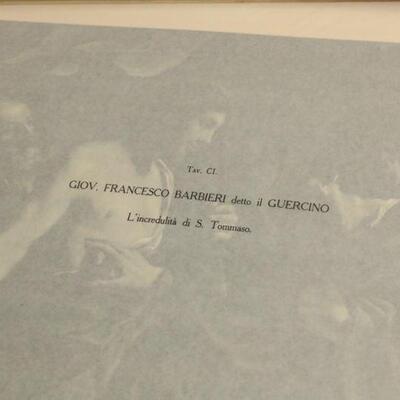 Tav. CI.
GIOV. FRANCESCO BARBIERI detto il GUERCINO
L'incredulità di S. Tommaso.